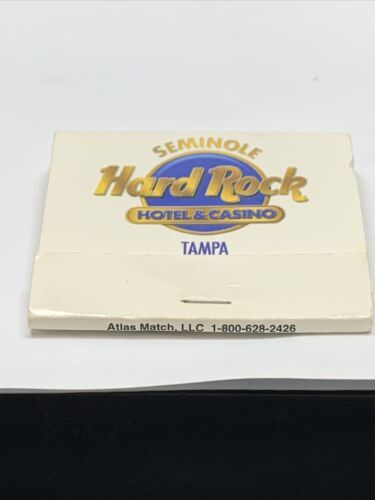 SEMINOLE
Hard Rock
HOTEL & CASINO
TAMPA
Atlas Match, LLC 1-800-628-2426